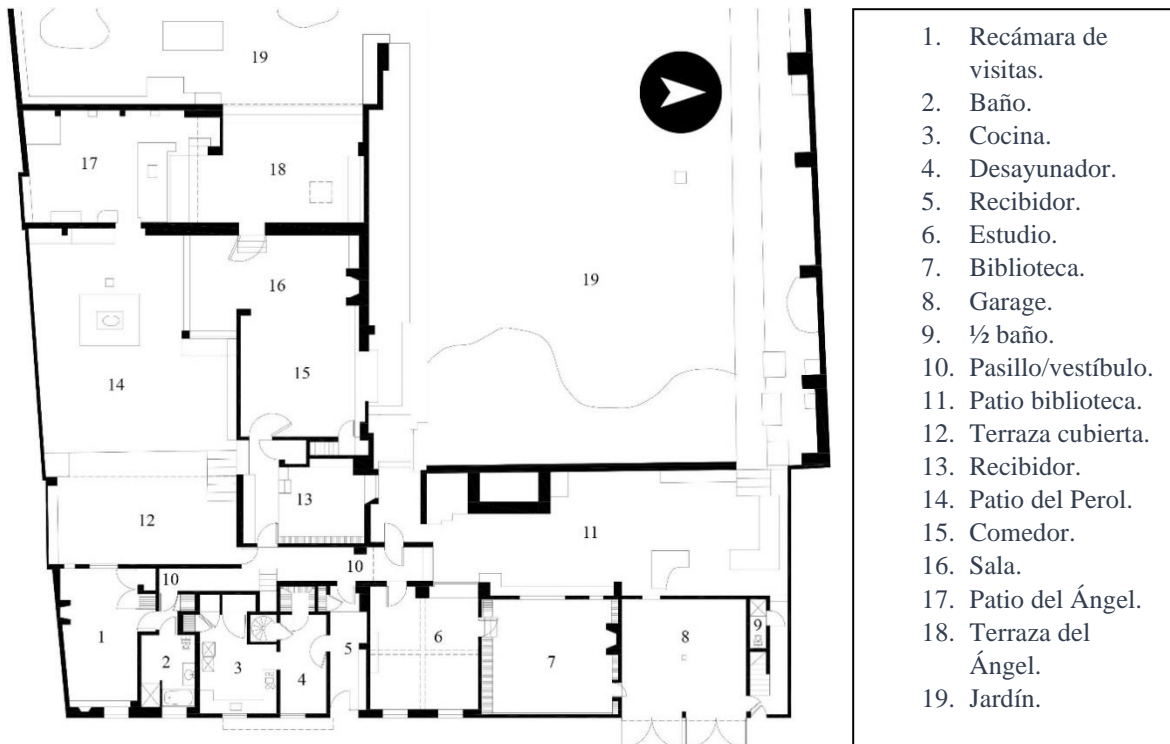 19
17
18
16
19
15
14
13
12
11
10
10
1
2
3
4
5
6
7
8
9
1. Recámara de
visitas.
2. Baño.
3. Cocina.
4. Desayunador.
5. Recibidor.
6. Estudio.
7. Biblioteca.
8. Garage.
9. ½ baño.
10. Pasillo/vestíbulo.
11. Patio biblioteca.
12. Terraza cubierta.
13. Recibidor.
14. Patio del Perol.
15. Comedor.
16. Sala.
17. Patio del Ángel.
18. Terraza del
Ángel.
19. Jardín.